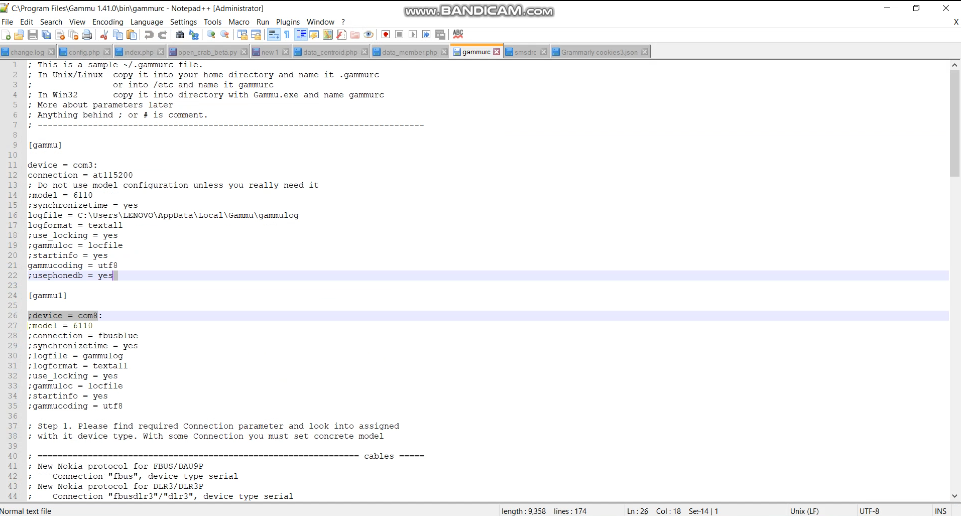 C:\Program Files\Gammu 1.41.0\bin\gammurc - Notepad++ [Administrator]
www.BANDICAM.com
File Edit Search View Encoding Language Settings Tools Macro Run Plugins Window ? X
change.log config.php index.php open_crab_beta.py new 1 data_centroid.php data_member.php gammurc smsdrc Grammarly cookies3.json
1 ; This is a sample ~/.gammurc file.
2 ; In Unix/Linux copy it into your home directory and name it .gammurc
3 ; or into /etc and name it gammurc
4 ; In Win32 copy it into directory with Gammu.exe and name gammurc
5 ; More about parameters later
6 ; Anything behind ; or # is comment.
7 ; -----------------------------------------------------------------------------
8
9 [gammu]
10
11 device = com3:
12 connection = at115200
13 ; Do not use model configuration unless you really need it
14 ;model = 6110
15 ;synchronizetime = yes
16 logfile = C:\Users\LENOVO\AppData\Local\Gammu\gammulog
17 logformat = textall
18 ;use_locking = yes
19 ;gammuloc = locfile
20 ;startinfo = yes
21 gammucoding = utf8
22 ;usephonedb = yes
23
24 [gammu1]
25
26 ;device = com8:
27 ;model = 6110
28 ;connection = fbusblue
29 ;synchronizetime = yes
30 ;logfile = gammulog
31 ;logformat = textall
32 ;use_locking = yes
33 ;gammuloc = locfile
34 ;startinfo = yes
35 ;gammucoding = utf8
36
37 ; Step 1. Please find required Connection parameter and look into assigned
38 ; with it device type. With some Connection you must set concrete model
39
40 ; ---------------------------------------------------------------- cables -----
41 ; New Nokia protocol for FBUS/DAU9P
42 ; Connection "fbus", device type serial
43 ; New Nokia protocol for DLR3/DLR3P
44 ; Connection "fbusdlr3"/"dlr3", device type serial
Normal text file length : 9,358 lines : 174 Ln : 26 Col : 18 Sel : 14 | 1 Unix (LF) UTF-8 INS